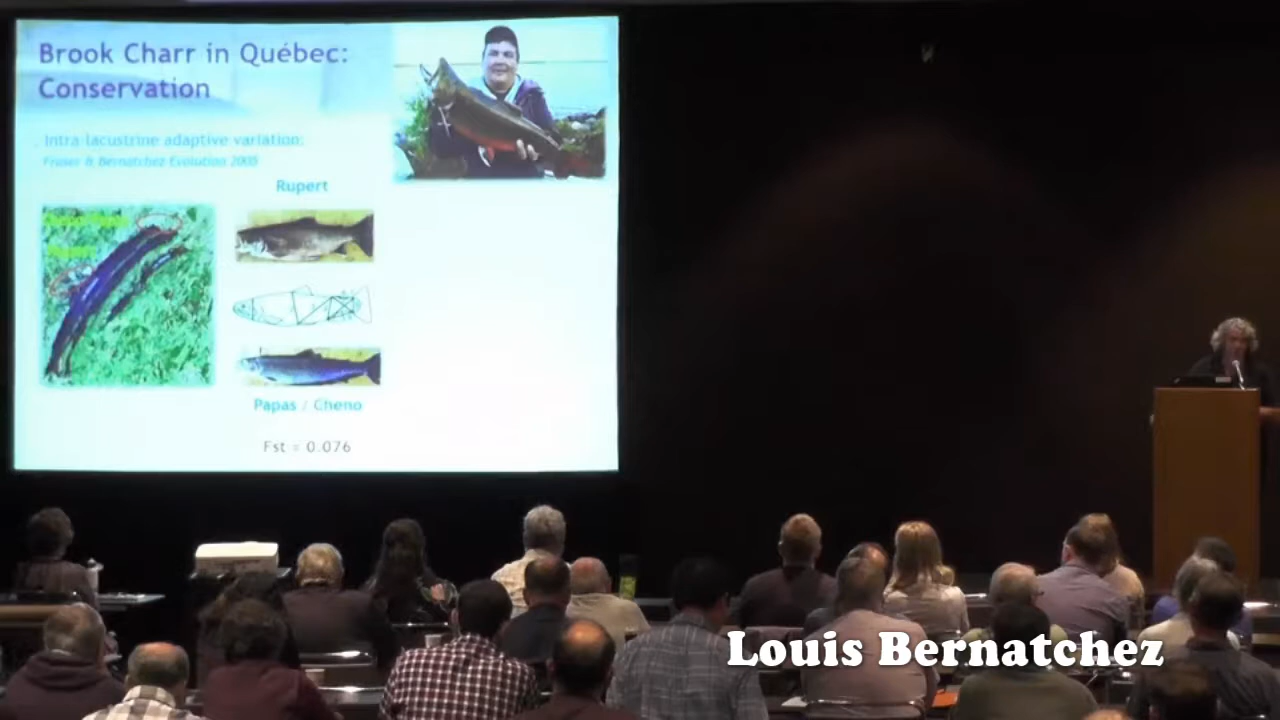 Brook Charr in Québec:
Conservation
Intra lacustrine adaptive variation:
Fraser & Bernatchez Evolution 2005
Rupert
Papas / Cheno
Fst = 0.076
Louis Bernatchez